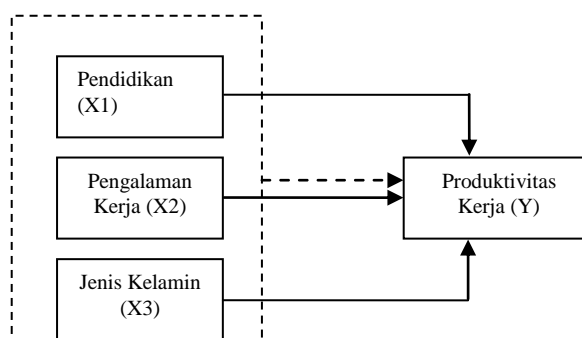 Pendidikan
(X1)
Pengalaman
Kerja (X2)
Produktivitas
Kerja (Y)
Jenis Kelamin
(X3)